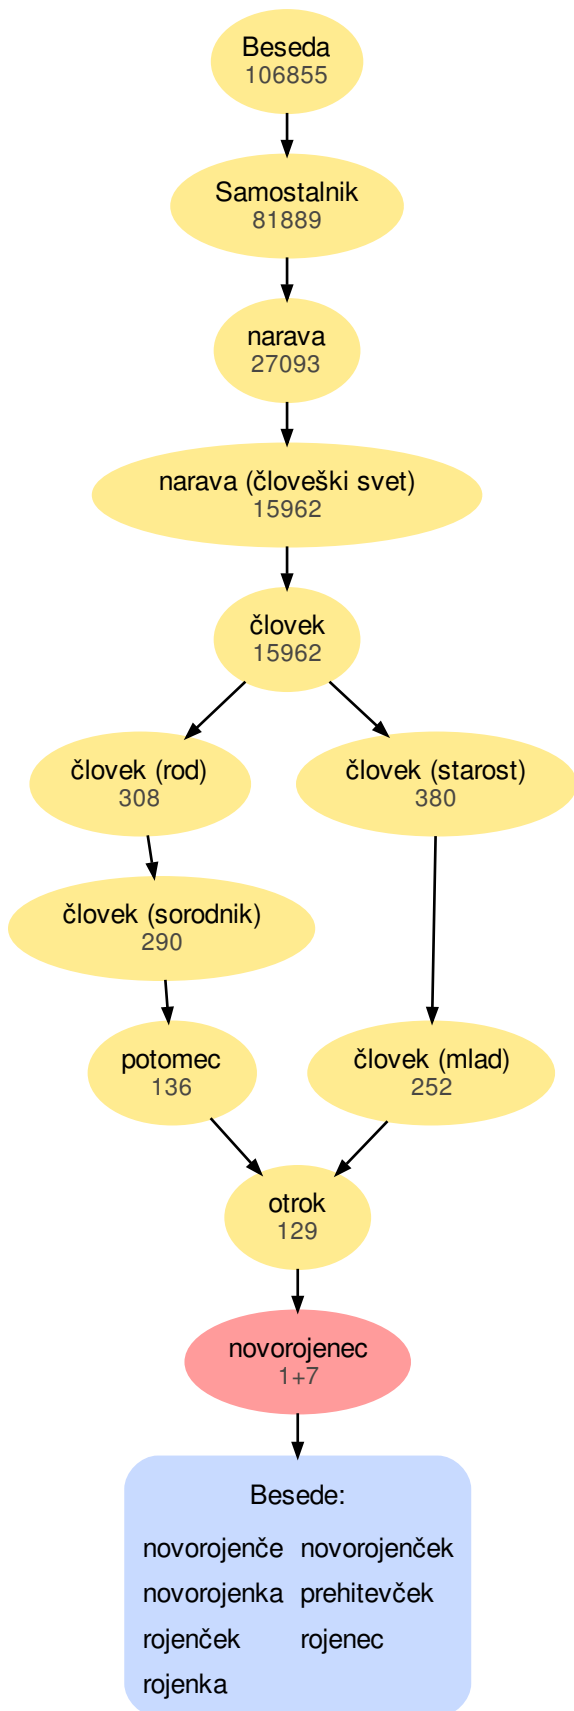 Beseda
106855
Samostalnik
81889
narava
27093
narava (človeški svet)
15962
človek
15962
človek (rod)
308
človek (starost)
380
človek (sorodnik)
290
potomec
136
človek (mlad)
252
otrok
129
novorojenec
1+7
Besede:
novorojenče novorojenček
novorojenka prehitevček
rojenček rojenec
rojenka